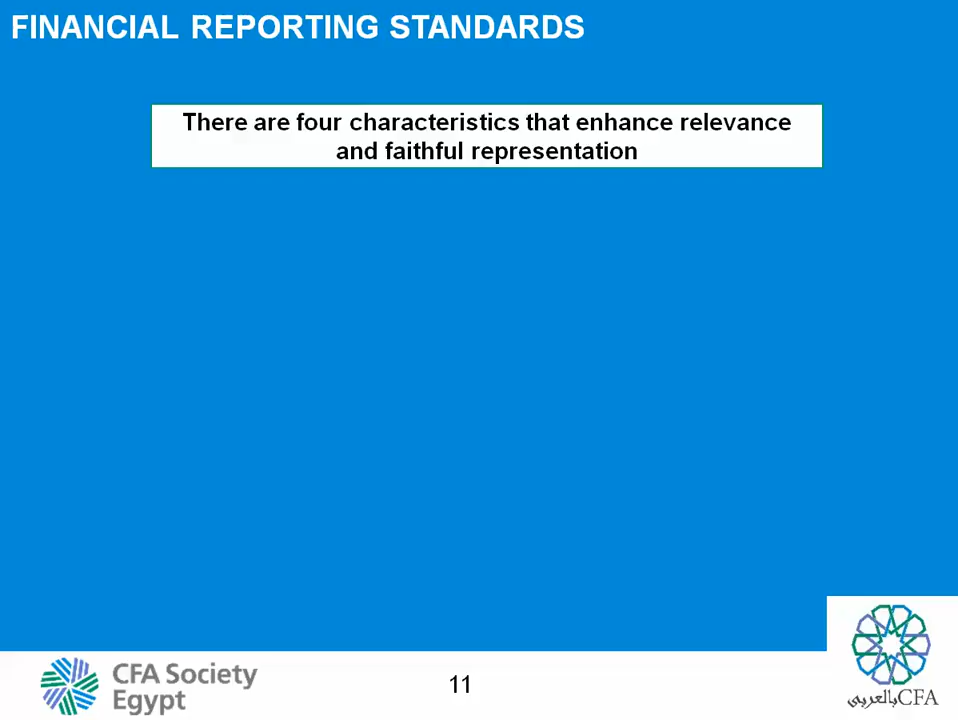 FINANCIAL REPORTING STANDARDS
There are four characteristics that enhance relevance
and faithful representation
CFA Society
Egypt
11
CFAبالعربي